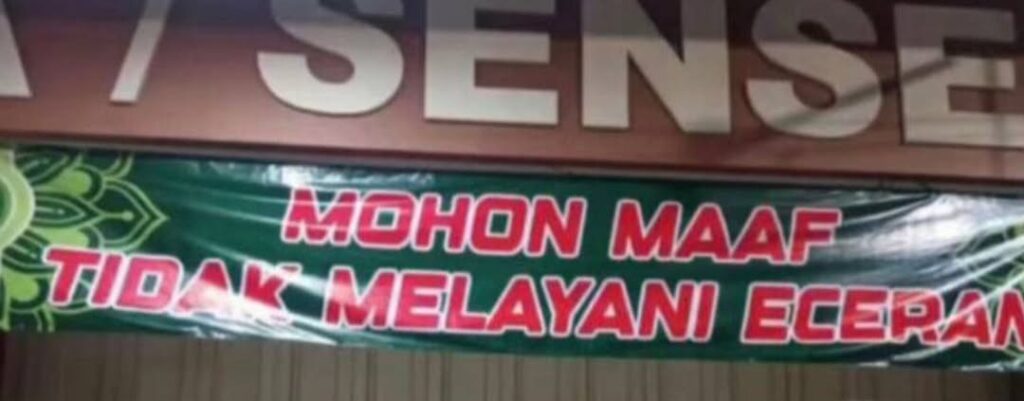 / SENSE
MOHON MAAF
TIDAK MELAYANI ECERAN